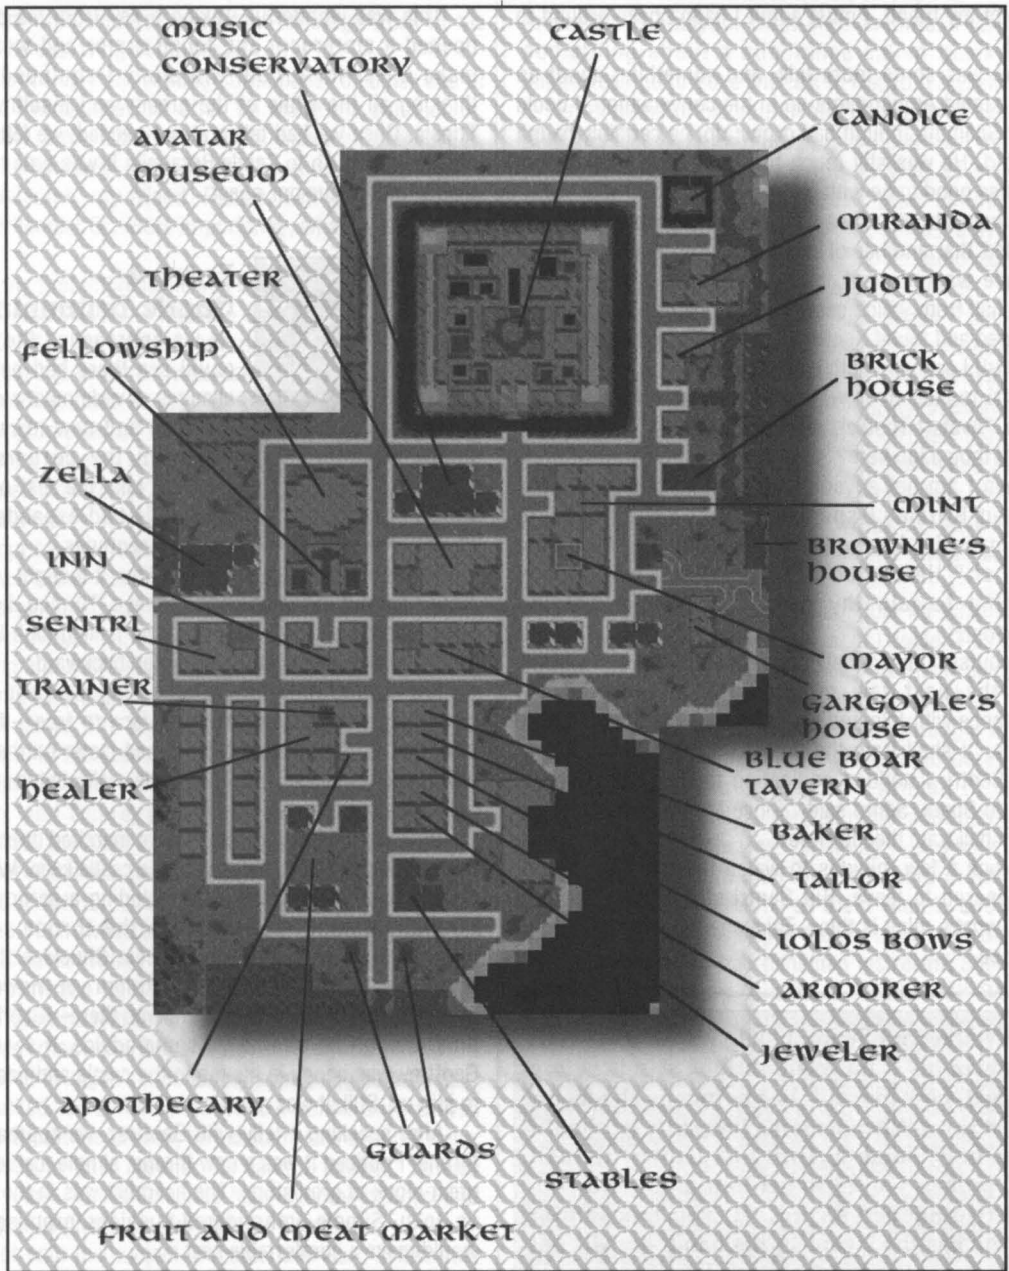 MUSIC
CONSERVATORY
CASTLE
AVATAR
MUSEUM
CANDICE
MIRANDA
THEATER
JUDITH
FELLOWSHIP
BRICK
HOUSE
ZELLA
MINT
INN
BROWNIE'S
HOUSE
SENTRI
MAYOR
TRAINER
GARGOYLE'S
HOUSE
BLUE BOAR
TAVERN
HEALER
BAKER
TAILOR
IOLOS BOWS
ARMORER
JEWELER
APOTHECARY
GUARDS
STABLES
FRUIT AND MEAT MARKET